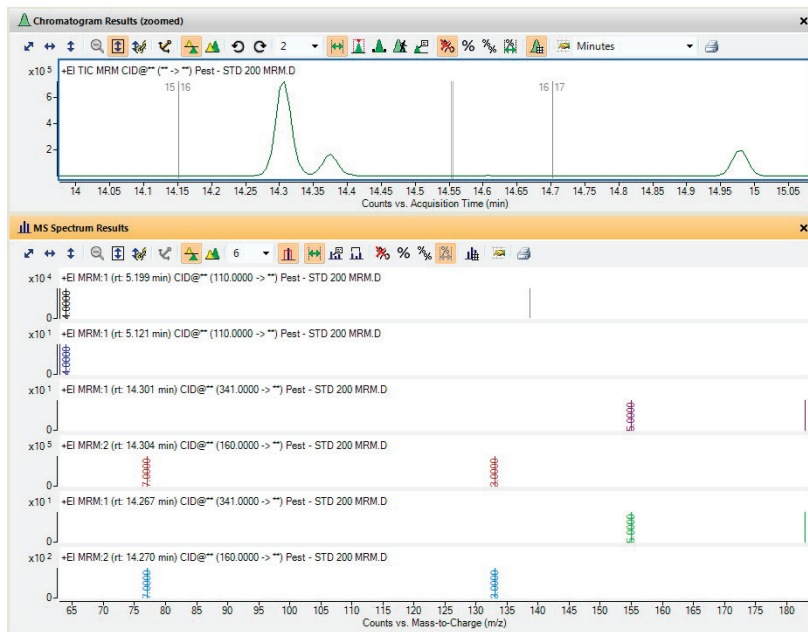 Chromatogram Results (zoomed)
2 % % Minutes
x10 5 +EI TIC MRM CID@** (** -> **) Pest - STD 200 MRM.D
15 16 16 17
6
4
2
14 14.05 14.1 14.15 14.2 14.25 14.3 14.35 14.4 14.45 14.5 14.55 14.6 14.65 14.7 14.75 14.8 14.85 14.9 14.95 15 15.05
Counts vs. Acquisition Time (min)
MS Spectrum Results
6 % %
x10 4 +EI MRM:1 (rt: 5.199 min) CID@** (110.0000 -> **) Pest - STD 200 MRM.D
0 4.0000
x10 1 +EI MRM:1 (rt: 5.121 min) CID@** (110.0000 -> **) Pest - STD 200 MRM.D
0 4.0000
x10 1 +EI MRM:1 (rt: 14.301 min) CID@** (341.0000 -> **) Pest - STD 200 MRM.D
0 5.0000
x10 5 +EI MRM:2 (rt: 14.304 min) CID@** (160.0000 -> **) Pest - STD 200 MRM.D
0 7.0000 3.0000
x10 1 +EI MRM:1 (rt: 14.267 min) CID@** (341.0000 -> **) Pest - STD 200 MRM.D
0 5.0000
x10 2 +EI MRM:2 (rt: 14.270 min) CID@** (160.0000 -> **) Pest - STD 200 MRM.D
0 7.0000 3.0000
65 70 75 80 85 90 95 100 105 110 115 120 125 130 135 140 145 150 155 160 165 170 175 180
Counts vs. Mass-to-Charge (m/z)